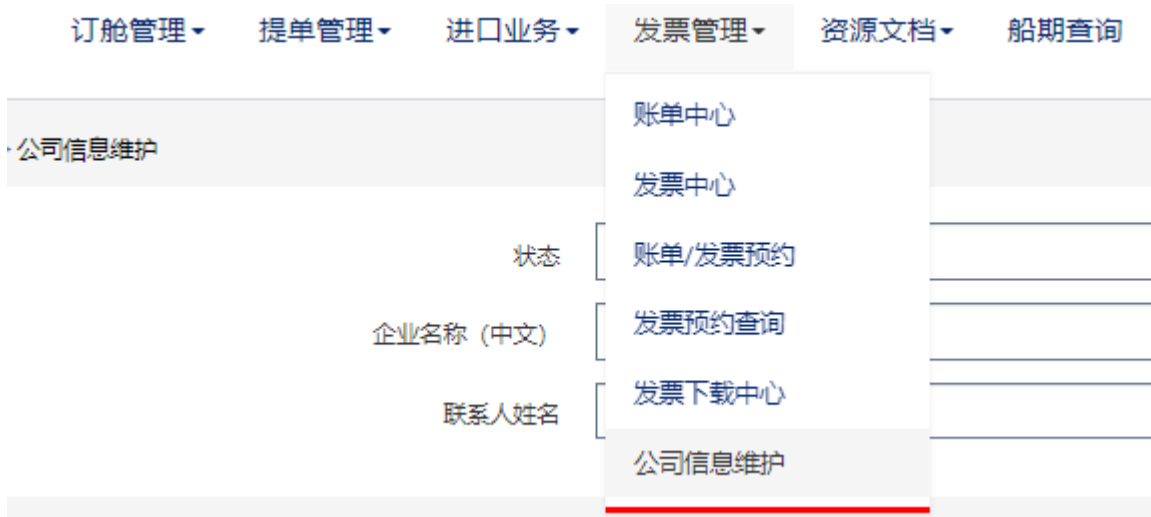 订舱管理 提单管理 进口业务 发票管理 资源文档 船期查询
账单中心
公司信息维护
发票中心
状态
账单/发票预约
企业名称（中文）
发票预约查询
联系人姓名
发票下载中心
公司信息维护